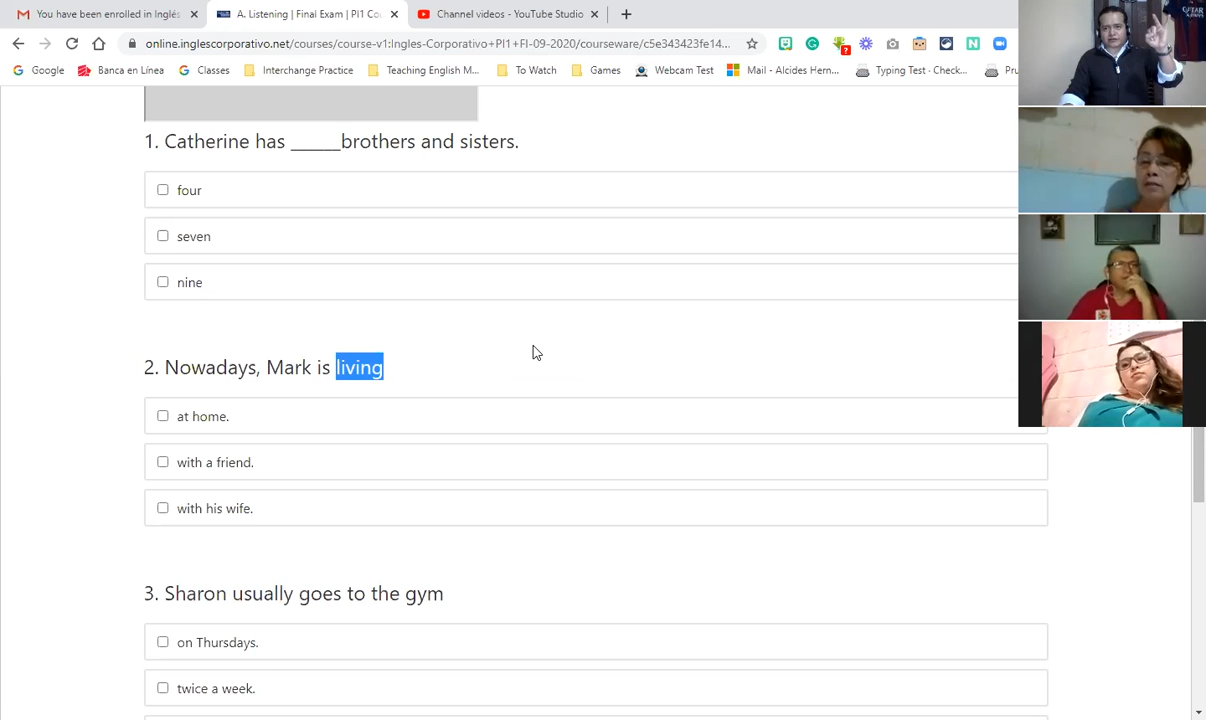 You have been enrolled in Inglés
A. Listening | Final Exam | PI1 Cou
Channel videos - YouTube Studio
online.inglescorporativo.net/courses/course-v1:Ingles-Corporativo+PI1+FI-09-2020/courseware/c5e343423fe14...
Google
Banca en Línea
Classes
Interchange Practice
Teaching English M...
To Watch
Games
Webcam Test
Mail - Alcides Hern...
Typing Test · Check...
Pru
1. Catherine has ______brothers and sisters.
four
seven
nine
2. Nowadays, Mark is living
at home.
with a friend.
with his wife.
3. Sharon usually goes to the gym
on Thursdays.
twice a week.